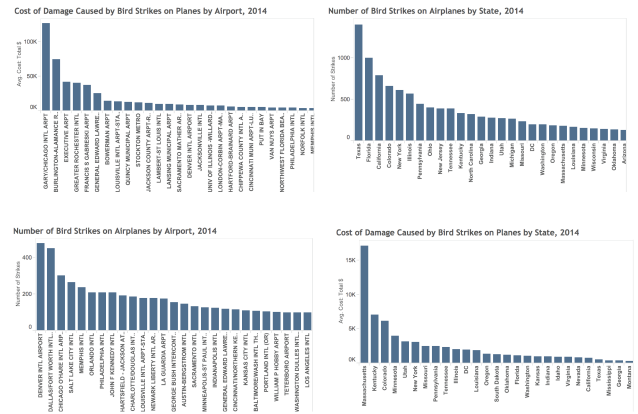 Cost of Damage Caused by Bird Strikes on Planes by Airport, 2014
Avg. Cost: Total $
100K
50K
0K
GARY/CHICAGO INTL ARPT
BURLINGTON-ALAMANCE R..
EXECUTIVE ARPT
GREATER ROCHESTER INTL
FRANCIS S GABRESKI ARPT
GENERAL EDWARD LAWRE..
BOWERMAN ARPT
LOUISVILLE INTL ARPT-STA..
QUINCY MUNICIPAL ARPT
STOCKTON METRO
JACKSON COUNTY ARPT-R..
LAMBERT-ST LOUIS INTL
LANSING MUNICIPAL ARPT
SACRAMENTO MATHER AR..
DENVER INTL AIRPORT
JACKSONVILLE INTL
UNIV OF ILLINOIS-WILLARD..
LONDON-CORBIN ARPT-MA..
HARTFORD-BRAINARD ARPT
CHIPPEWA COUNTY INTL A..
CINCINNATI MUNI ARPT-LU..
PUT IN BAY
VAN NUYS ARPT
NORTHWEST FLORIDA BEA..
PHILADELPHIA INTL
NORFOLK INTL
MEMPHIS INTL
Number of Bird Strikes on Airplanes by State, 2014
Number of Strikes
1000
500
0
Texas
Florida
California
Colorado
New York
Illinois
Pennsylvania
Ohio
New Jersey
Tennessee
Kentucky
North Carolina
Georgia
Indiana
Utah
Michigan
Missouri
DC
Washington
Oregon
Massachusetts
Louisiana
Minnesota
Wisconsin
Virginia
Oklahoma
Arizona
Number of Bird Strikes on Airplanes by Airport, 2014
Number of Strikes
400
200
0
DENVER INTL AIRPORT
DALLAS/FORT WORTH INTL..
CHICAGO O'HARE INTL ARP..
SALT LAKE CITY INTL
MEMPHIS INTL
ORLANDO INTL
PHILADELPHIA INTL
JOHN F KENNEDY INTL
HARTSFIELD - JACKSON AT..
CHARLOTTE/DOUGLAS INT..
LOUISVILLE INTL ARPT-STA..
NEWARK LIBERTY INTL AR..
LA GUARDIA ARPT
GEORGE BUSH INTERCONT..
AUSTIN-BERGSTROM INTL
SACRAMENTO INTL
MINNEAPOLIS-ST PAUL INT..
INDIANAPOLIS INTL
GENERAL EDWARD LAWRE..
CINCINNATI/NORTHERN KE..
KANSAS CITY INTL
BALTIMORE/WASH INTL TH..
PORTLAND INTL (OR)
WILLIAM P HOBBY ARPT
TETERBORO AIRPORT
WASHINGTON DULLES INTL..
LOS ANGELES INTL
Cost of Damage Caused by Bird Strikes on Planes by State, 2014
Avg. Cost: Total $
15K
10K
5K
0K
Massachusetts
Kentucky
Colorado
Minnesota
Utah
New York
Missouri
Pennsylvania
Tennessee
Illinois
DC
Louisiana
Oregon
South Dakota
Oklahoma
Florida
Washington
Kansas
Indiana
Idaho
Virginia
Nevada
California
Texas
Mississippi
Georgia
Montana